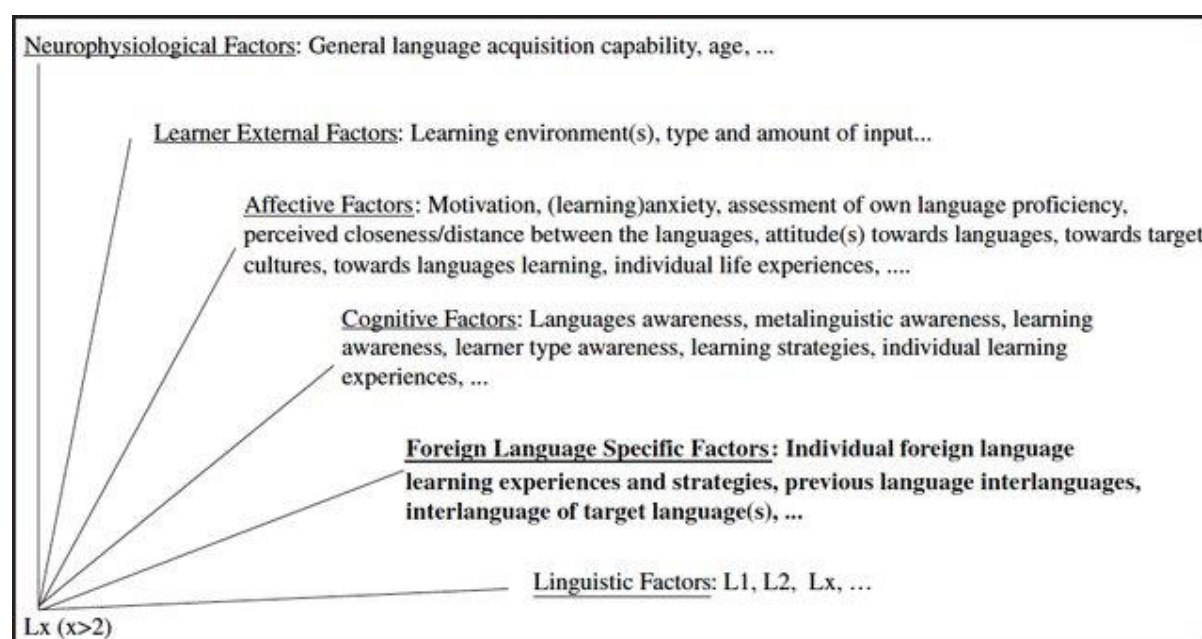 Neurophysiological Factors: General language acquisition capability, age, ...
Learner External Factors: Learning environment(s), type and amount of input...
Affective Factors: Motivation, (learning)anxiety, assessment of own language proficiency,
perceived closeness/distance between the languages, attitude(s) towards languages, towards target
cultures, towards languages learning, individual life experiences, ....
Cognitive Factors: Languages awareness, metalinguistic awareness, learning
awareness, learner type awareness, learning strategies, individual learning
experiences, ...
Foreign Language Specific Factors: Individual foreign language
learning experiences and strategies, previous language interlanguages,
interlanguage of target language(s), ...
Linguistic Factors: L1, L2, Lx, …
Lx (x>2)